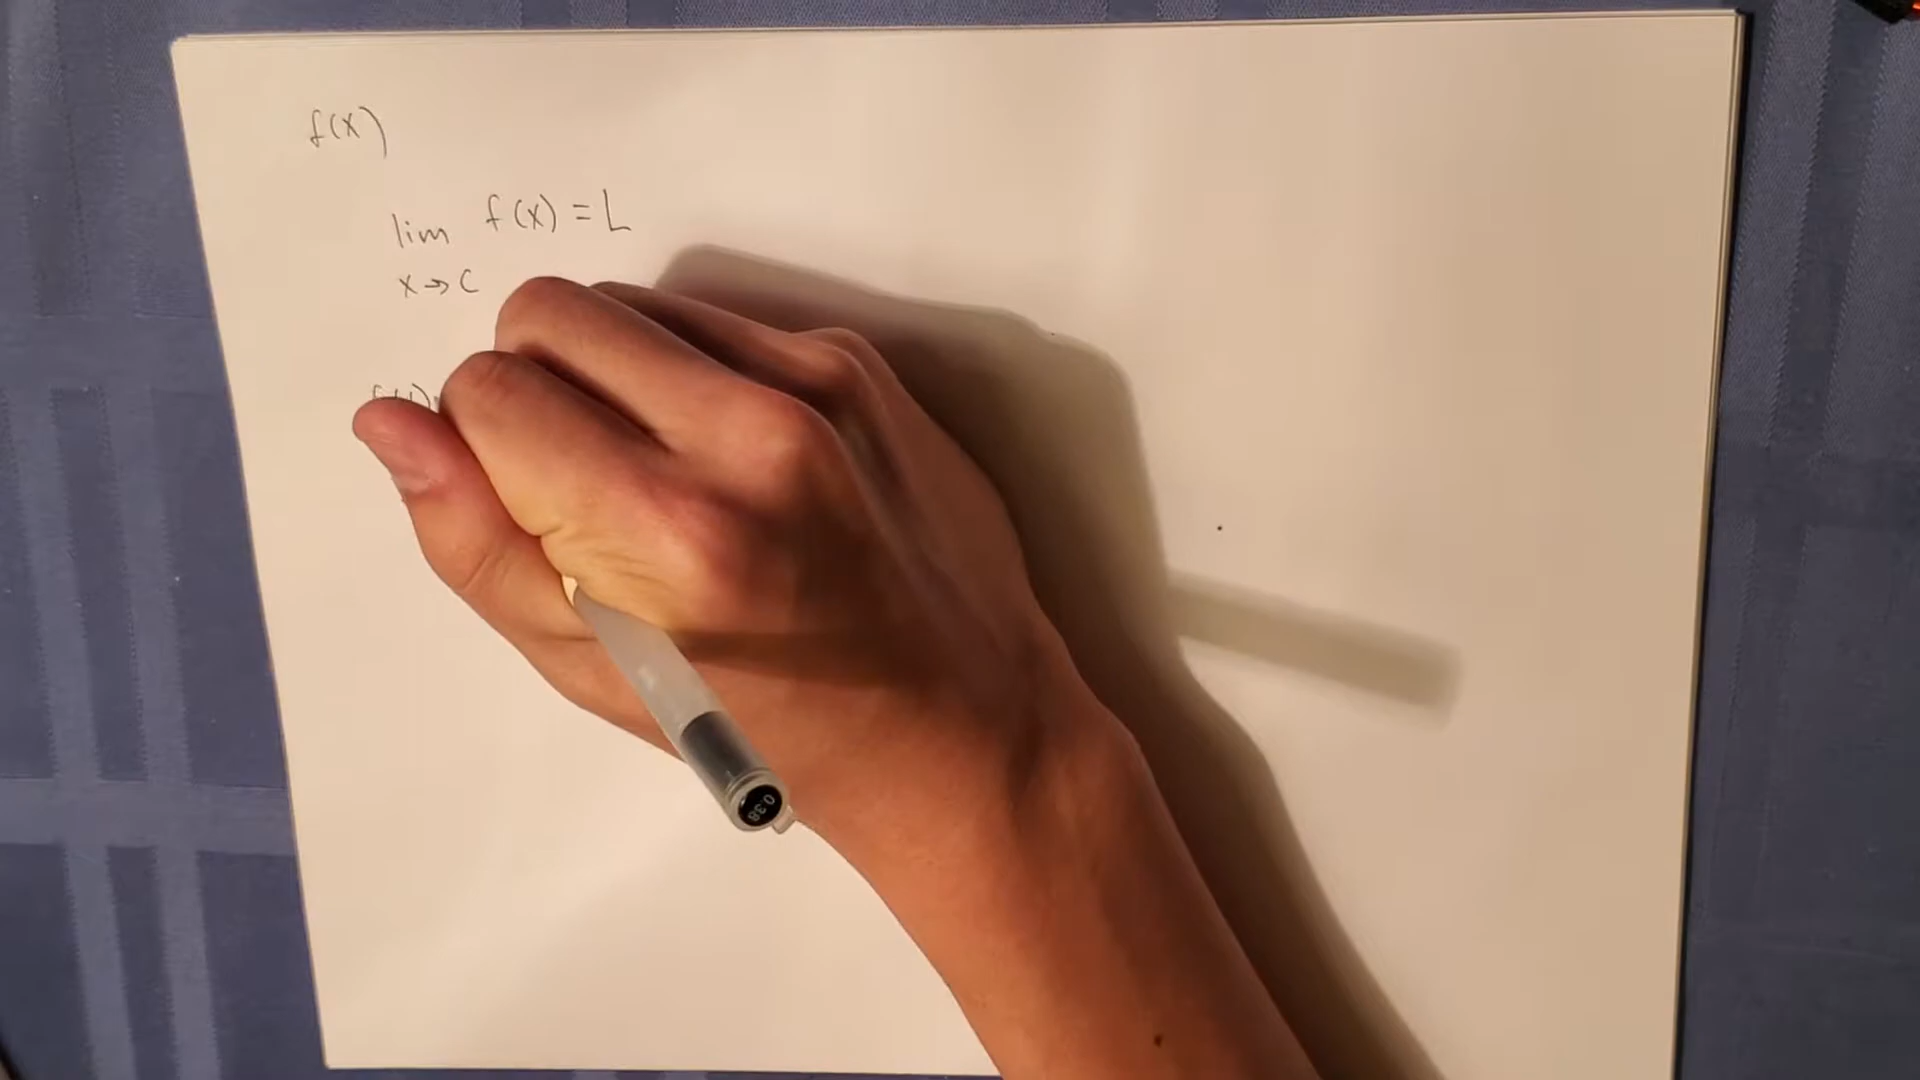 f(x)
lim f(x) = L
x→c
0.38